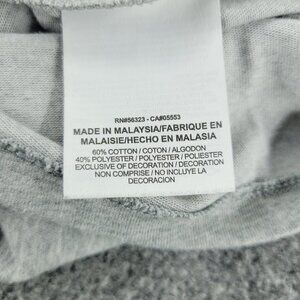 RN#56323 - CA#05553
MADE IN MALAYSIA/FABRIQUE EN
MALAISIE/HECHO EN MALASIA
60% COTTON / COTON / ALGODON
40% POLYESTER / POLYESTER / POLIESTER
EXCLUSIVE OF DECORATION / DECORATION
NON COMPRISE / NO INCLUYE LA
DECORACION